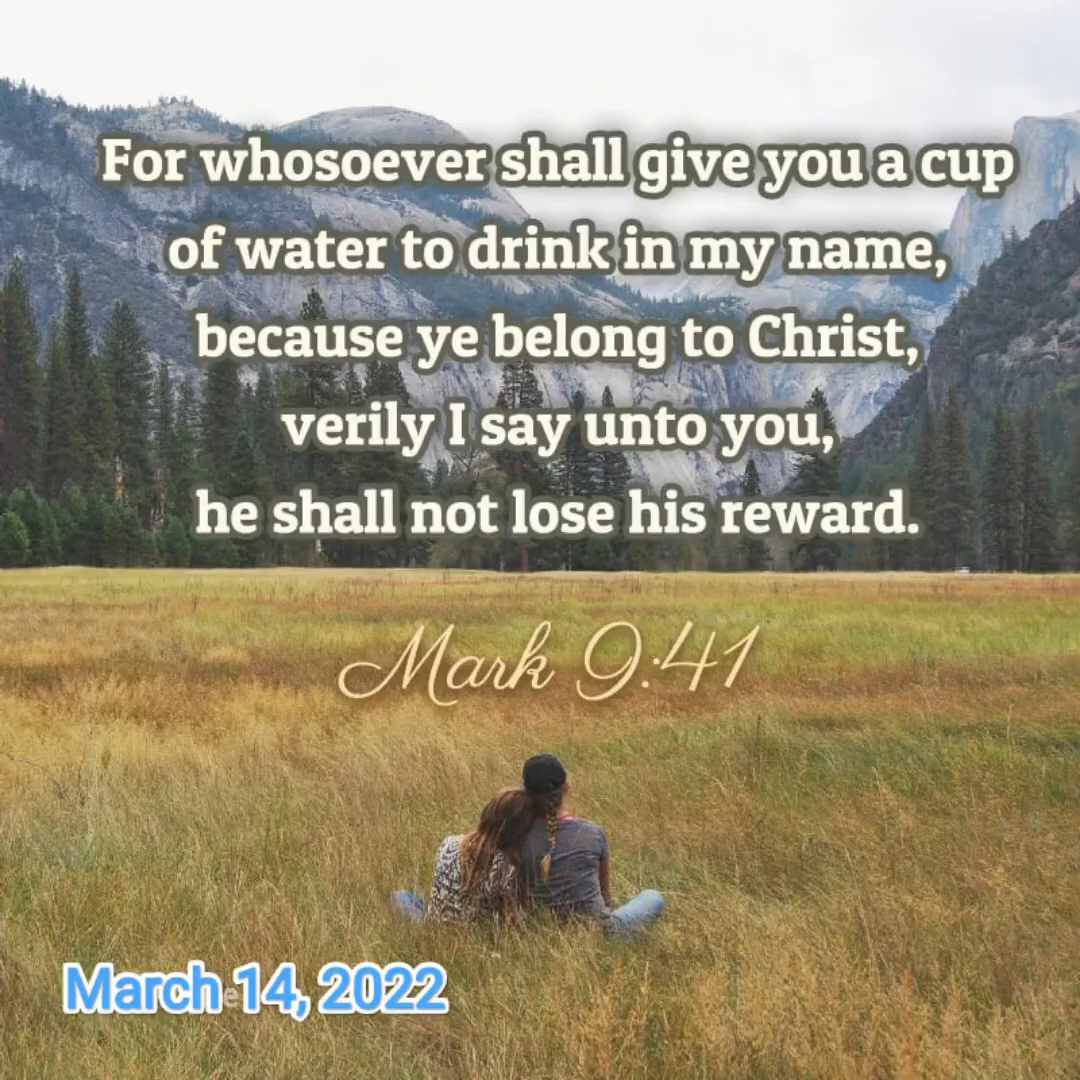 For whosoever shall give you a cup
of water to drink in my name,
because ye belong to Christ,
verily I say unto you,
he shall not lose his reward.
Mark 9:41
March 14, 2022